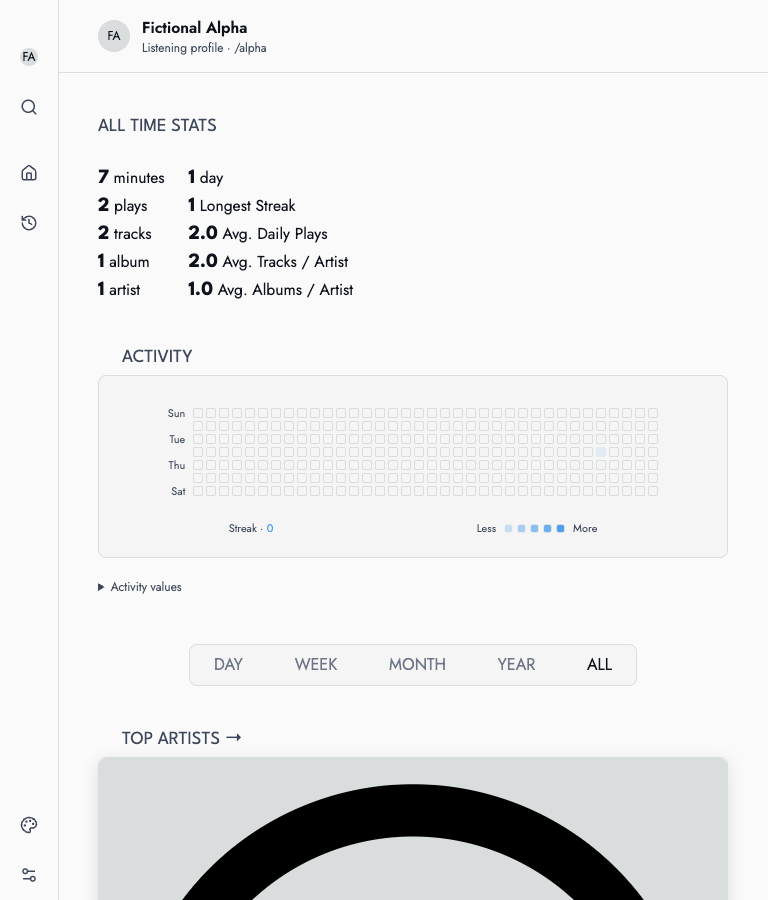 FA
FA
Fictional Alpha
Listening profile · /alpha
ALL TIME STATS
7 minutes
2 plays
2 tracks
1 album
1 artist
1 day
1 Longest Streak
2.0 Avg. Daily Plays
2.0 Avg. Tracks / Artist
1.0 Avg. Albums / Artist
ACTIVITY
Sun
Tue
Thu
Sat
Streak · 0
Less
More
Activity values
DAY WEEK MONTH YEAR ALL
TOP ARTISTS →